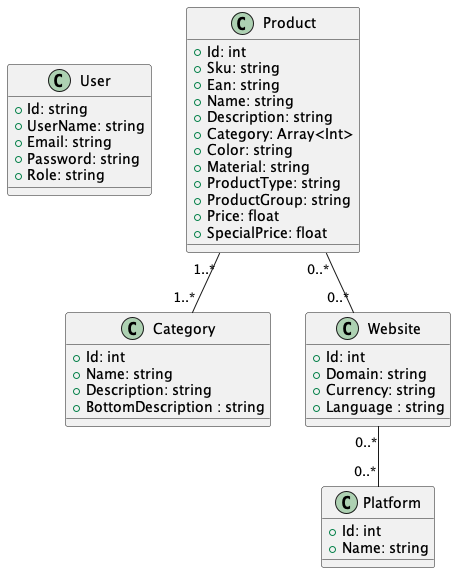 C Product
+ Id: int
+ Sku: string
+ Ean: string
+ Name: string
+ Description: string
+ Category: Array<Int>
+ Color: string
+ Material: string
+ ProductType: string
+ ProductGroup: string
+ Price: float
+ SpecialPrice: float
C User
Id: string
UserName: string
Email: string
Password: string
Role: string
1..*
0..*
1..*
0..*
C Category
Id: int
Name: string
Description: string
BottomDescription : string
C Website
Id: int
Domain: string
Currency: string
Language : string
0..*
0..*
C Platform
Id: int
Name: string